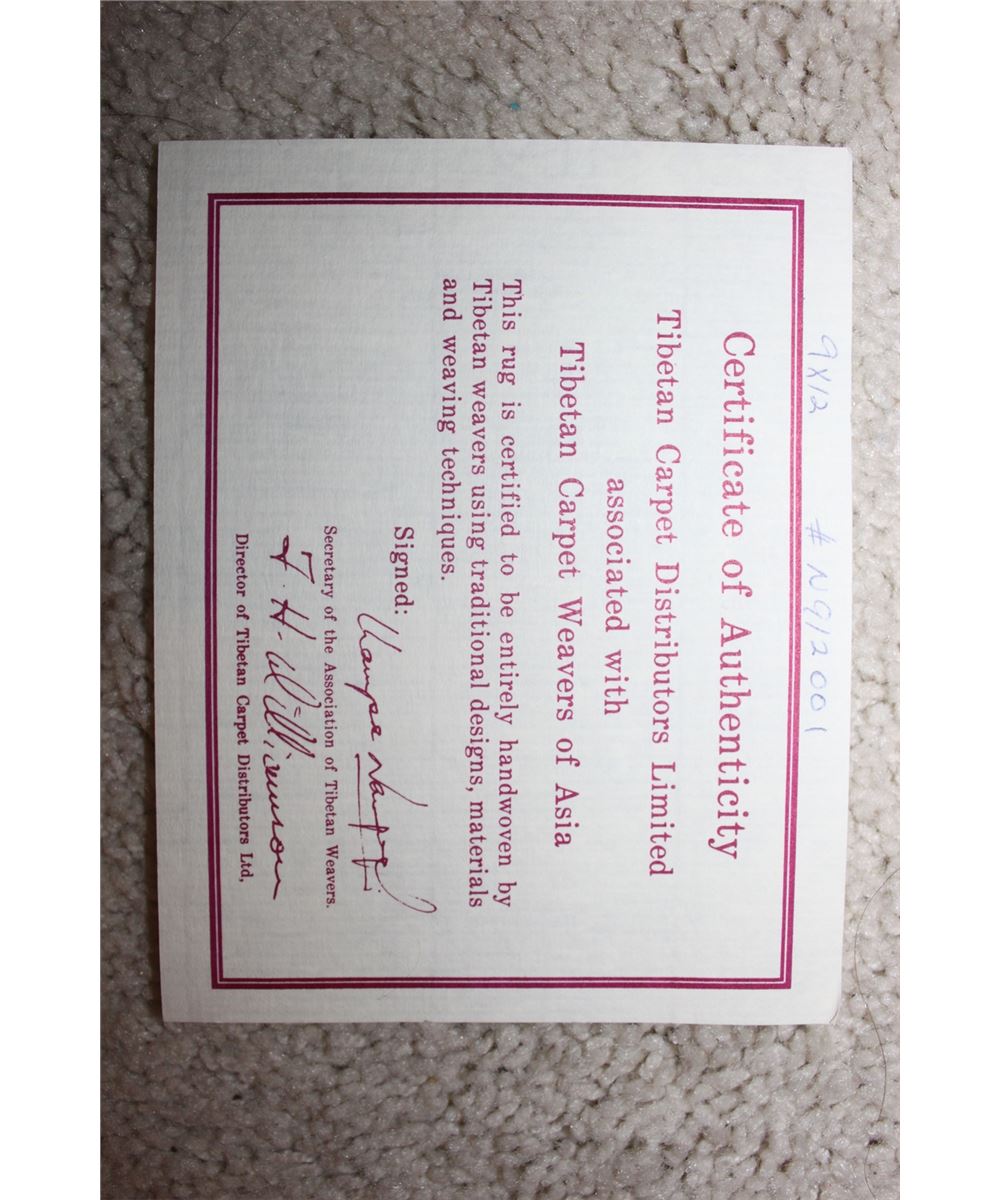 9X12 # N912001
Certificate of Authenticity
Tibetan Carpet Distributors Limited
associated with
Tibetan Carpet Weavers of Asia
This rug is certified to be entirely handwoven by
Tibetan weavers using traditional designs, materials
and weaving techniques.
Signed:
Secretary of the Association of Tibetan Weavers.
T. H. Williamson
Director of Tibetan Carpet Distributors Ltd,